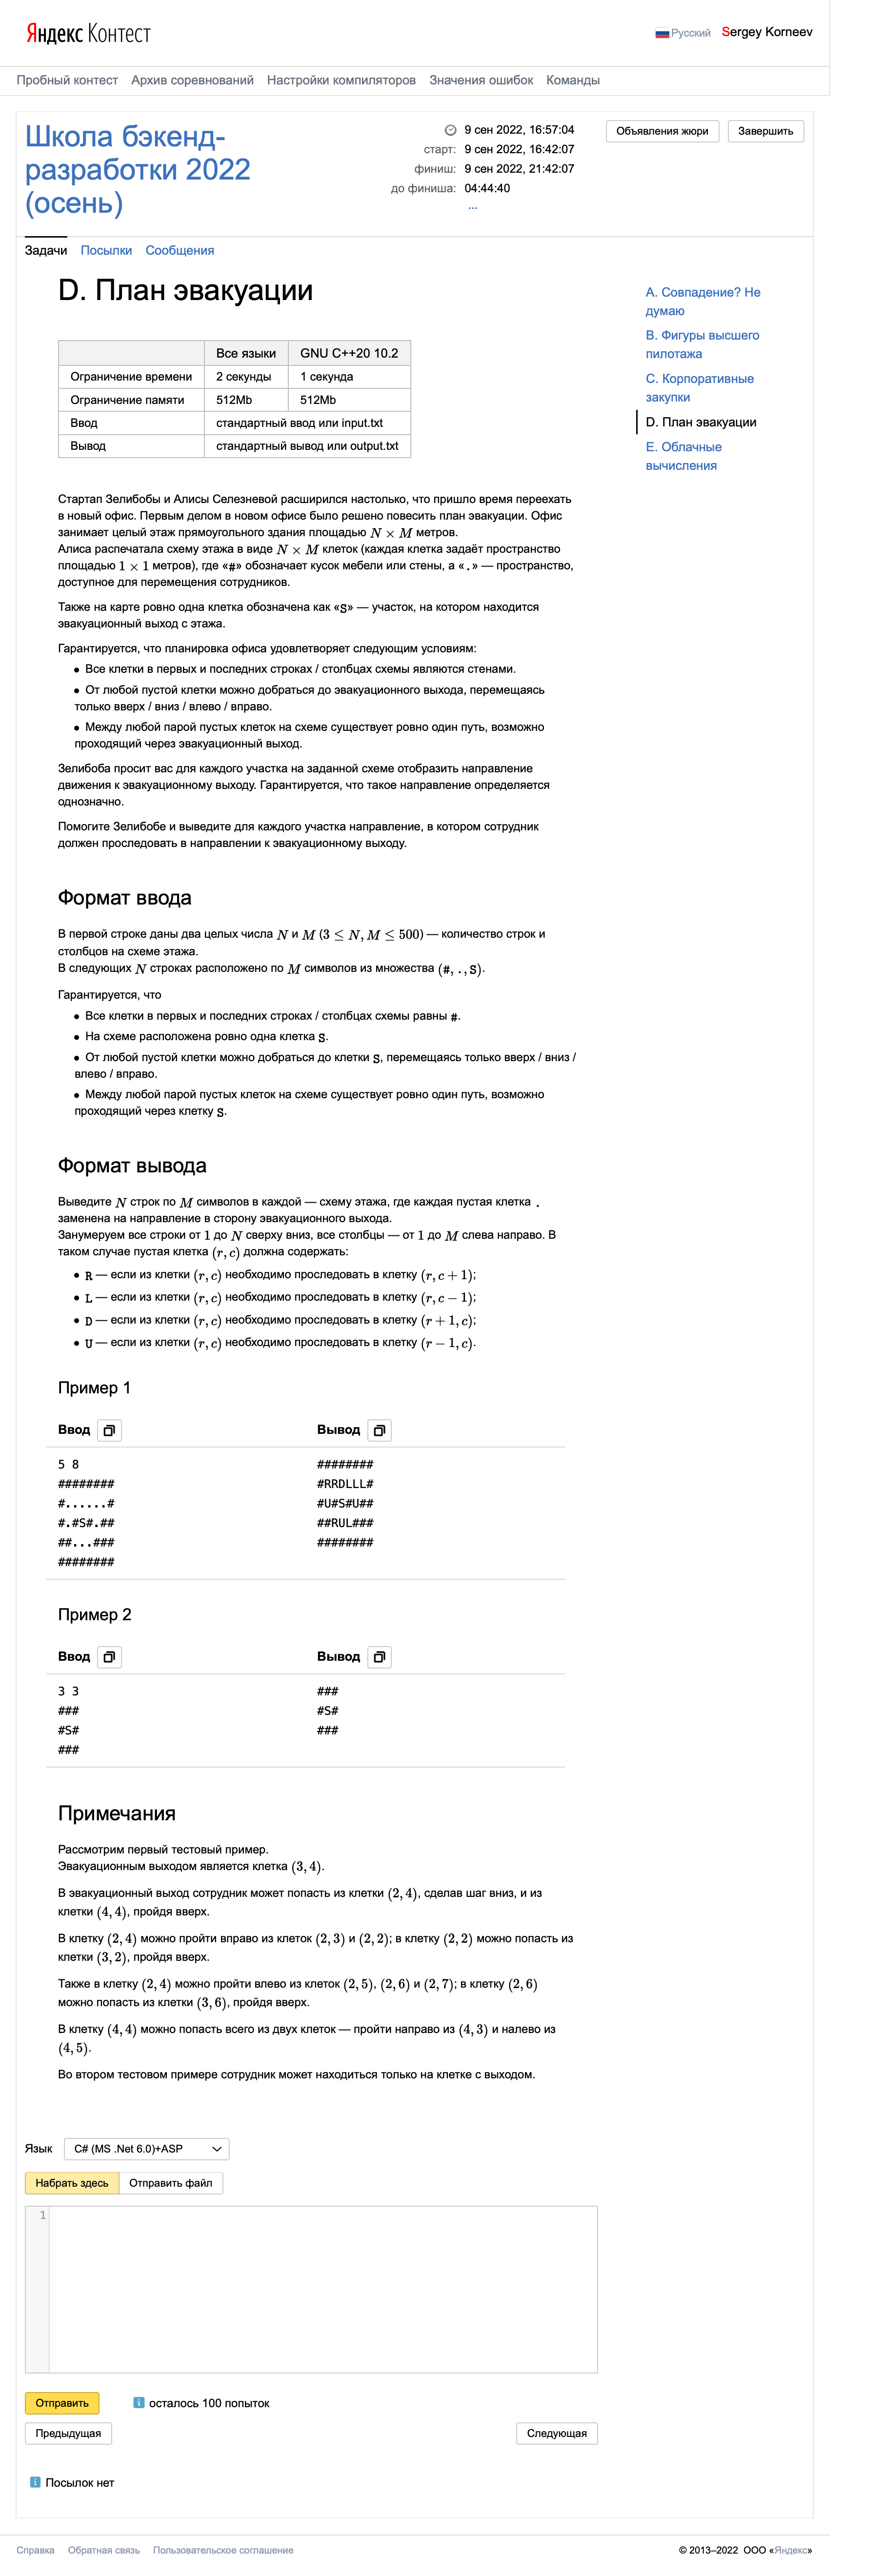 Яндекс Контест
Русский Sergey Korneev
Пробный контест Архив соревнований Настройки компиляторов Значения ошибок Команды
Школа бэкенд-
разработки 2022
(осень)
9 сен 2022, 16:57:04
старт: 9 сен 2022, 16:42:07
финиш: 9 сен 2022, 21:42:07
до финиша: 04:44:40
...
Объявления жюри Завершить
Задачи Посылки Сообщения
D. План эвакуации
Все языки GNU C++20 10.2
Ограничение времени 2 секунды 1 секунда
Ограничение памяти 512Mb 512Mb
Ввод стандартный ввод или input.txt
Вывод стандартный вывод или output.txt
A. Совпадение? Не
думаю
B. Фигуры высшего
пилотажа
C. Корпоративные
закупки
D. План эвакуации
E. Облачные
вычисления
Стартап Зелибобы и Алисы Селезневой расширился настолько, что пришло время переехать
в новый офис. Первым делом в новом офисе было решено повесить план эвакуации. Офис
занимает целый этаж прямоугольного здания площадью N × M метров.
Алиса распечатала схему этажа в виде N × M клеток (каждая клетка задаёт пространство
площадью 1 × 1 метров), где «#» обозначает кусок мебели или стены, а «.» — пространство,
доступное для перемещения сотрудников.
Также на карте ровно одна клетка обозначена как «S» — участок, на котором находится
эвакуационный выход с этажа.
Гарантируется, что планировка офиса удовлетворяет следующим условиям:
• Все клетки в первых и последних строках / столбцах схемы являются стенами.
• От любой пустой клетки можно добраться до эвакуационного выхода, перемещаясь
только вверх / вниз / влево / вправо.
• Между любой парой пустых клеток на схеме существует ровно один путь, возможно
проходящий через эвакуационный выход.
Зелибоба просит вас для каждого участка на заданной схеме отобразить направление
движения к эвакуационному выходу. Гарантируется, что такое направление определяется
однозначно.
Помогите Зелибобе и выведите для каждого участка направление, в котором сотрудник
должен проследовать в направлении к эвакуационному выходу.
Формат ввода
В первой строке даны два целых числа N и M (3 ≤ N, M ≤ 500) — количество строк и
столбцов на схеме этажа.
В следующих N строках расположено по M символов из множества (#, ., S).
Гарантируется, что
• Все клетки в первых и последних строках / столбцах схемы равны #.
• На схеме расположена ровно одна клетка S.
• От любой пустой клетки можно добраться до клетки S, перемещаясь только вверх / вниз /
влево / вправо.
• Между любой парой пустых клеток на схеме существует ровно один путь, возможно
проходящий через клетку S.
Формат вывода
Выведите N строк по M символов в каждой — схему этажа, где каждая пустая клетка .
заменена на направление в сторону эвакуационного выхода.
Занумеруем все строки от 1 до N сверху вниз, все столбцы — от 1 до M слева направо. В
таком случае пустая клетка (r, c) должна содержать:
• R — если из клетки (r, c) необходимо проследовать в клетку (r, c + 1);
• L — если из клетки (r, c) необходимо проследовать в клетку (r, c − 1);
• D — если из клетки (r, c) необходимо проследовать в клетку (r + 1, c);
• U — если из клетки (r, c) необходимо проследовать в клетку (r − 1, c).
Пример 1
Ввод Вывод
5 8 ########
######## #RRDLLL#
#......# #U#S#U##
#.#S#.## ##RUL###
##...### ########
########
Пример 2
Ввод Вывод
3 3 ###
### #S#
#S# ###
###
Примечания
Рассмотрим первый тестовый пример.
Эвакуационным выходом является клетка (3, 4).
В эвакуационный выход сотрудник может попасть из клетки (2, 4), сделав шаг вниз, и из
клетки (4, 4), пройдя вверх.
В клетку (2, 4) можно пройти вправо из клеток (2, 3) и (2, 2); в клетку (2, 2) можно попасть из
клетки (3, 2), пройдя вверх.
Также в клетку (2, 4) можно пройти влево из клеток (2, 5), (2, 6) и (2, 7); в клетку (2, 6)
можно попасть из клетки (3, 6), пройдя вверх.
В клетку (4, 4) можно попасть всего из двух клеток — пройти направо из (4, 3) и налево из
(4, 5).
Во втором тестовом примере сотрудник может находиться только на клетке с выходом.
Язык C# (MS .Net 6.0)+ASP
Набрать здесь Отправить файл
1
Отправить осталось 100 попыток
Предыдущая Следующая
Посылок нет
Справка Обратная связь Пользовательское соглашение © 2013–2022 ООО «Яндекс»